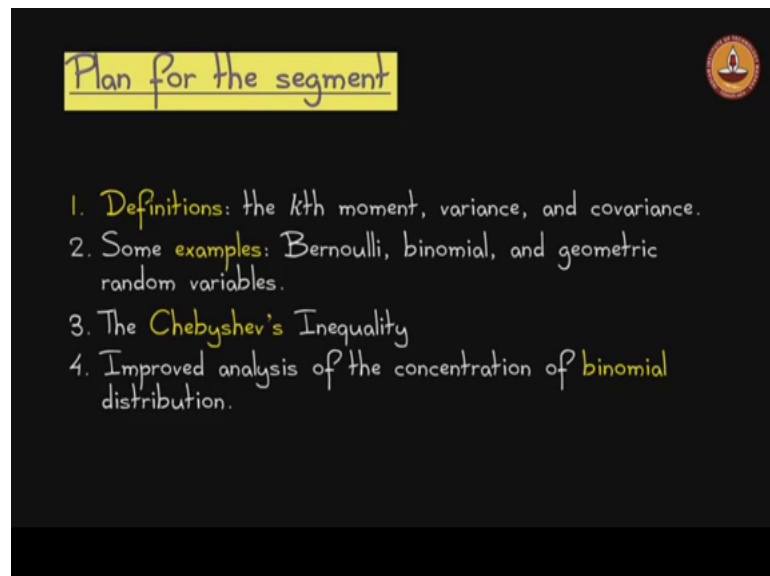 Plan for the segment
1. Definitions: the kth moment, variance, and covariance.
2. Some examples: Bernoulli, binomial, and geometric
random variables.
3. The Chebyshev's Inequality
4. Improved analysis of the concentration of binomial
distribution.